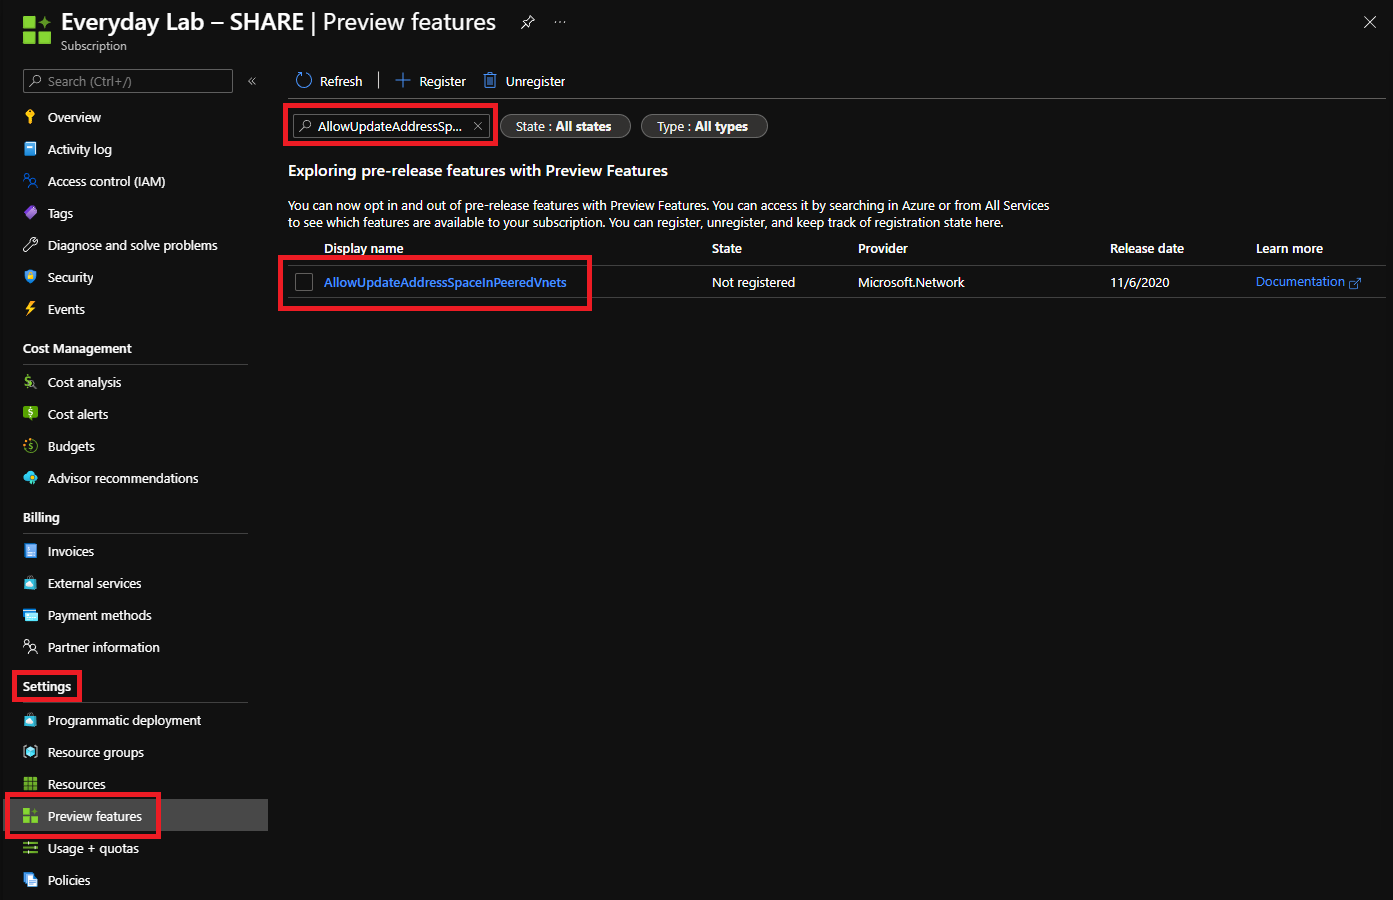 Everyday Lab – SHARE | Preview features
Subscription
Search (Ctrl+/)
Overview
Activity log
Access control (IAM)
Tags
Diagnose and solve problems
Security
Events
Cost Management
Cost analysis
Cost alerts
Budgets
Advisor recommendations
Billing
Invoices
External services
Payment methods
Partner information
Settings
Programmatic deployment
Resource groups
Resources
Preview features
Usage + quotas
Policies
Refresh | Register Unregister
AllowUpdateAddressSp... State : All states Type : All types
Exploring pre-release features with Preview Features
You can now opt in and out of pre-release features with Preview Features. You can access it by searching in Azure or from All Services
to see which features are available to your subscription. You can register, unregister, and keep track of registration state here.
Display name State Provider Release date Learn more
AllowUpdateAddressSpaceInPeeredVnets Not registered Microsoft.Network 11/6/2020 Documentation